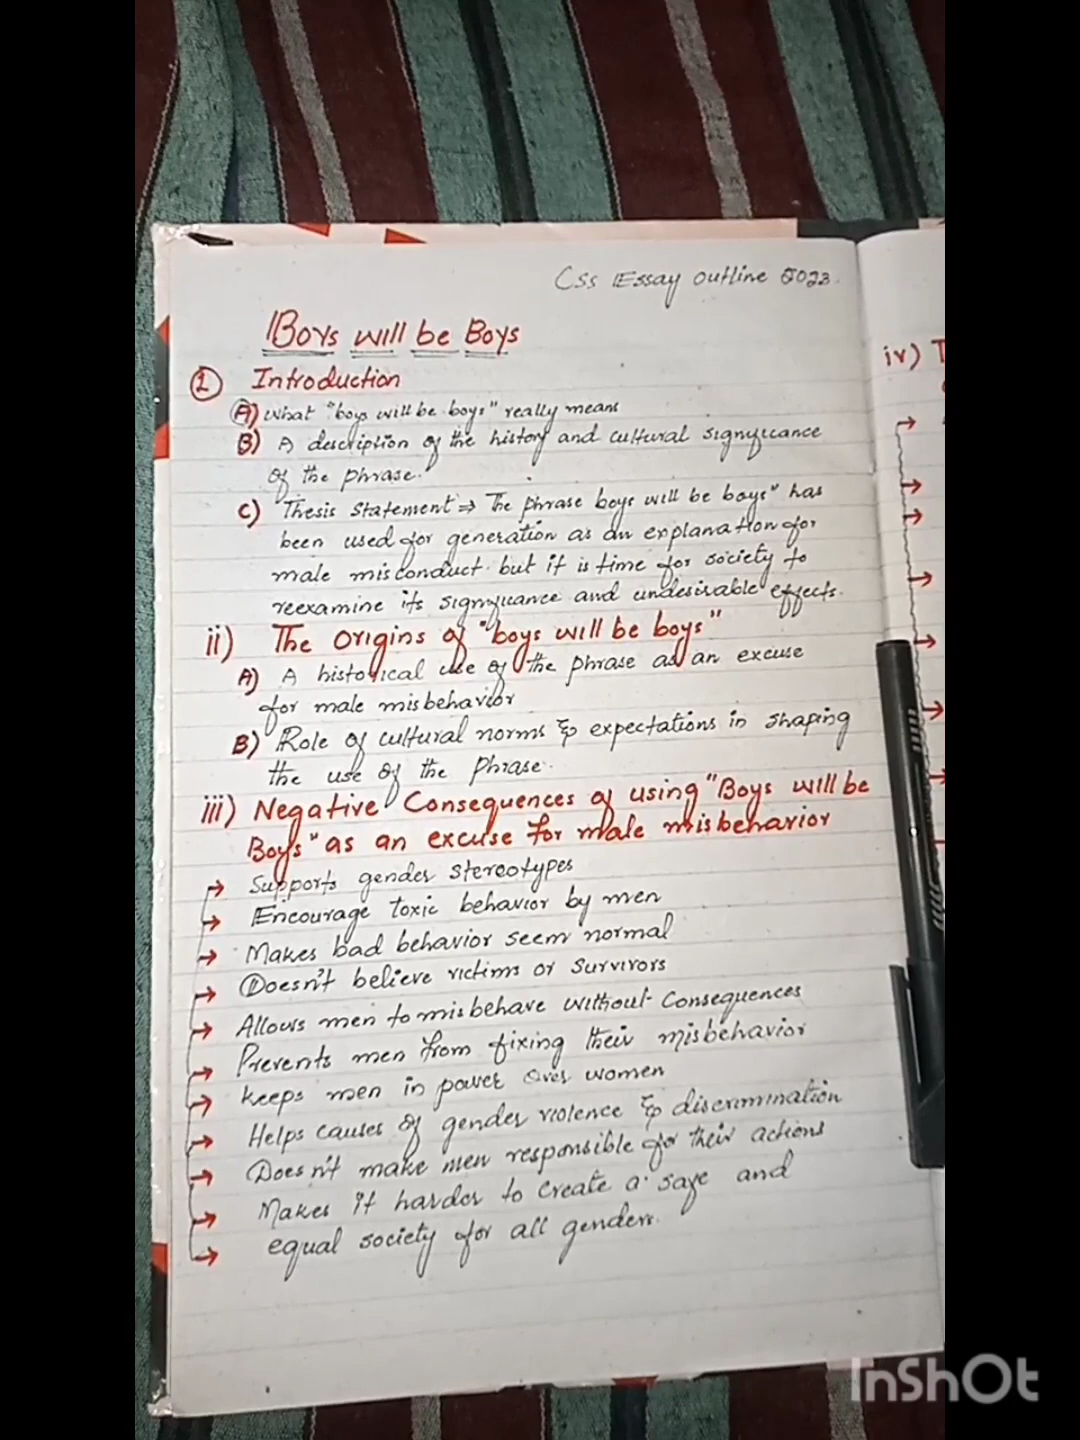 Css Essay outline 2023.
Boys will be Boys
1 Introduction
A) What "boys will be boys" really means
B) A description of the history and cultural significance
of the phrase.
C) Thesis Statement ⇒ The phrase boys will be boys" has
been used for generation as an explanation for
male misconduct but it is time for society to
reexamine its significance and undesirable effects.
ii) The Origins of "boys will be boys"
A) A historical use of the phrase as an excuse
for male misbehavior
B) Role of cultural norms & expectations in shaping
the use of the Phrase.
iii) Negative Consequences of using "Boys will be
Boys" as an excuse for male misbehavior
→ Supports gender stereotypes
→ Encourage toxic behavior by men
→ Makes bad behavior seem normal
→ Doesn't believe victims or Survivors
→ Allows men to misbehave without Consequences
→ Prevents men from fixing their misbehavior
→ keeps men in power over women
→ Helps causes of gender violence & discrimination
→ Doesn't make men responsible for their actions
→ Makes it harder to create a safe and
→ equal society for all genders.
iv) T
InShOt